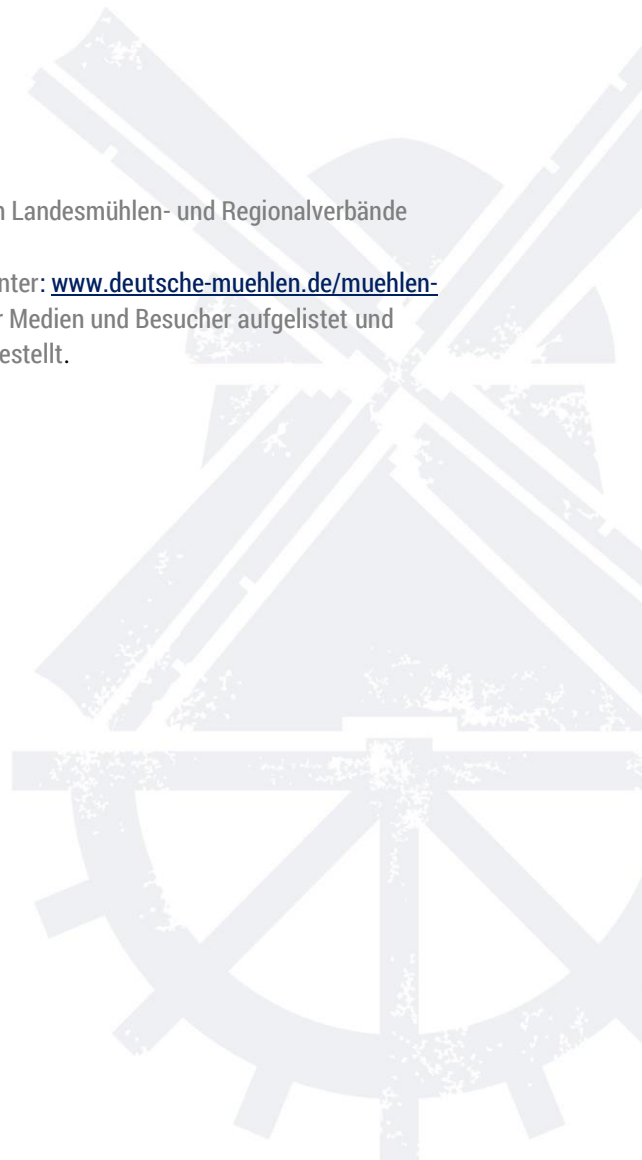 n Landesmühlen- und Regionalverbände
nter: www.deutsche-muehlen.de/muehlen-
r Medien und Besucher aufgelistet und
estellt.